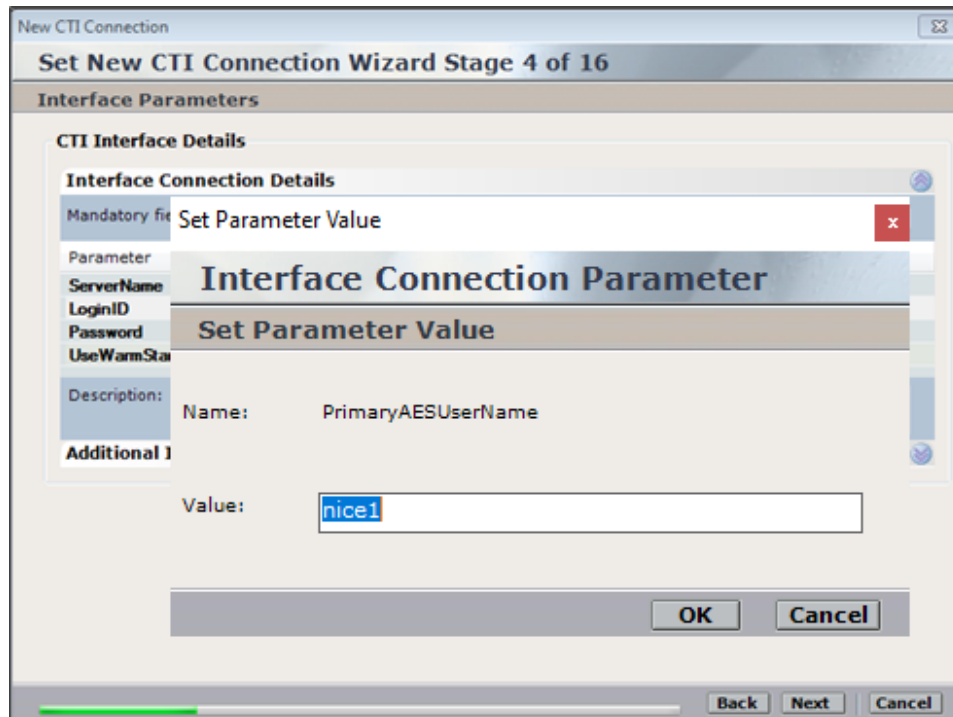 New CTI Connection
Set New CTI Connection Wizard Stage 4 of 16
Interface Parameters
CTI Interface Details
Interface Connection Details
Mandatory
Set Parameter Value
x
Parameter
Interface Connection Parameter
ServerName
LoginID
Set Parameter Value
Password
Description:
Name: PrimaryAESUserName
Additional
Value: nice1
OK Cancel
Back Next Cancel